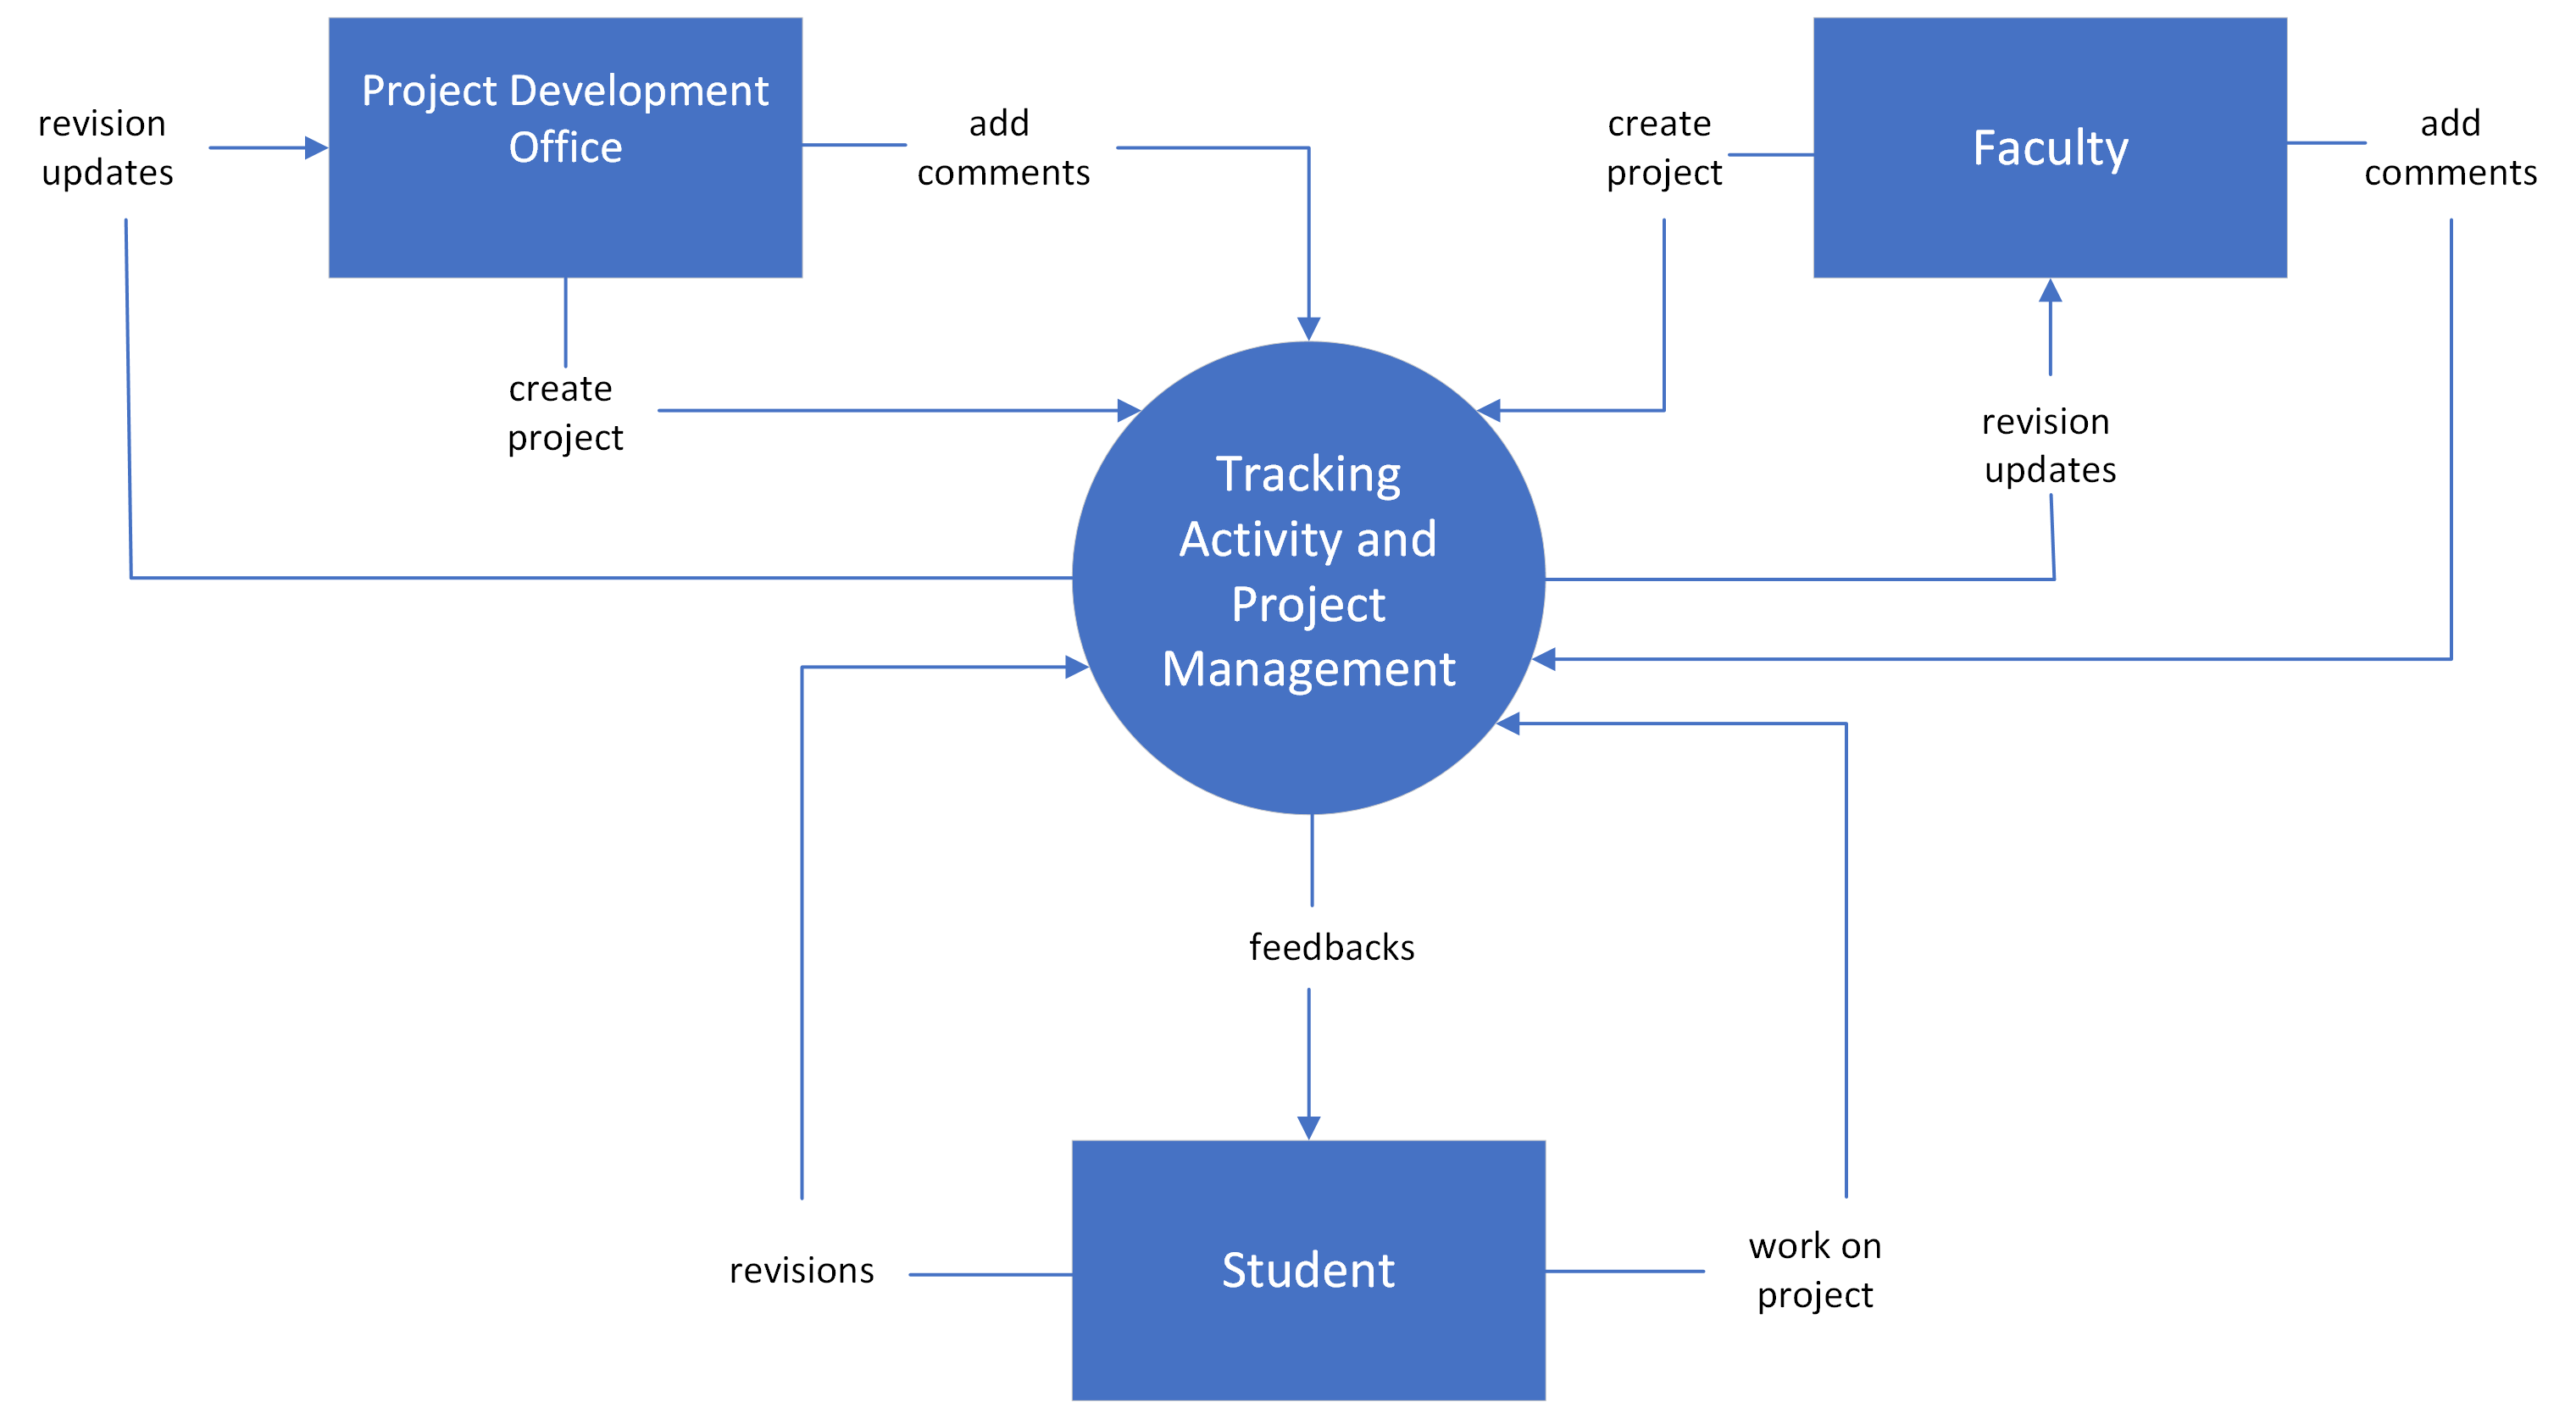 Project Development
Office
revision
updates
add
comments
create
project
Faculty
add
comments
create
project
revision
updates
Tracking
Activity and
Project
Management
feedbacks
revisions
Student
work on
project